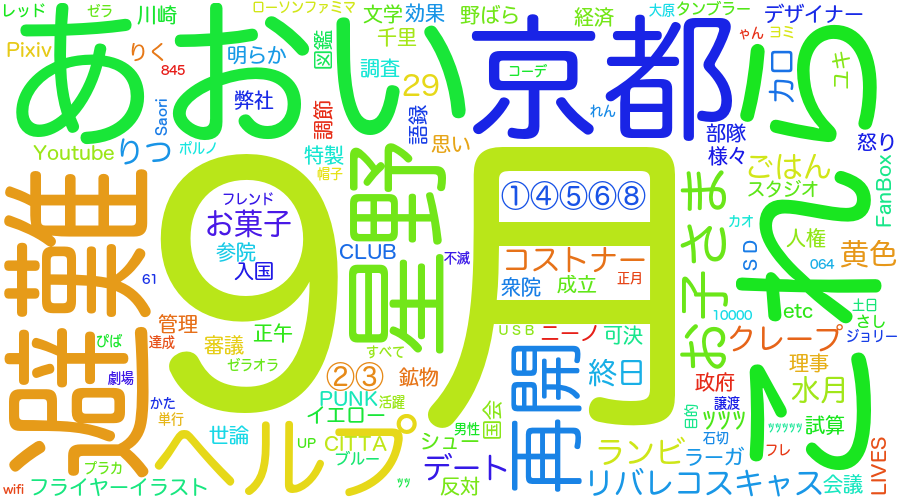 レッド
ゼラ
川崎
ローソンファミマ
文学
効果
野ばら
経済
大原
タンブラー
デザイナー
Pixiv
りく
明らか
図鑑
千里
あおい
京都
ゃん
ヨミ
845
調査
コーデ
カロ
ユキ
これら
Saori
弊社
調節
29
語録
れん
部隊
怒り
Youtube
りつ
ポルノ
特製
思い
様々
ごはん
帽子
スタジオ
FanBox
避難
9月
星野
①④⑤⑥⑧
お子さま
フレンド
お菓子
カオ
人権
参院
CLUB
不滅
コストナー
ＳＤ
黄色
入国
61
衆院
成立
正月
064
管理
正午
10000
etc
土日
さし
ぴば
達成
審議
すべて
ＵＳＢ
ニーノ
可決
クレープ
ジョリー
ゼラオラ
劇場
②③
鉱物
再開
終日
理事
政府
水月
かた
PUNK
活躍
譲渡
単行
イエロー
国会
目的
ﾂﾂﾂ
ﾂﾂﾂﾂﾂ
試算
ヘルプ
世論
UP
CITTA
シュー
男性
石切
ブルー
ランビ
ラーガ
フレ
LIVES
ブラカ
デート
wifi
フライヤーイラスト
ﾂﾂ
反対
リバレコスキャス
会議